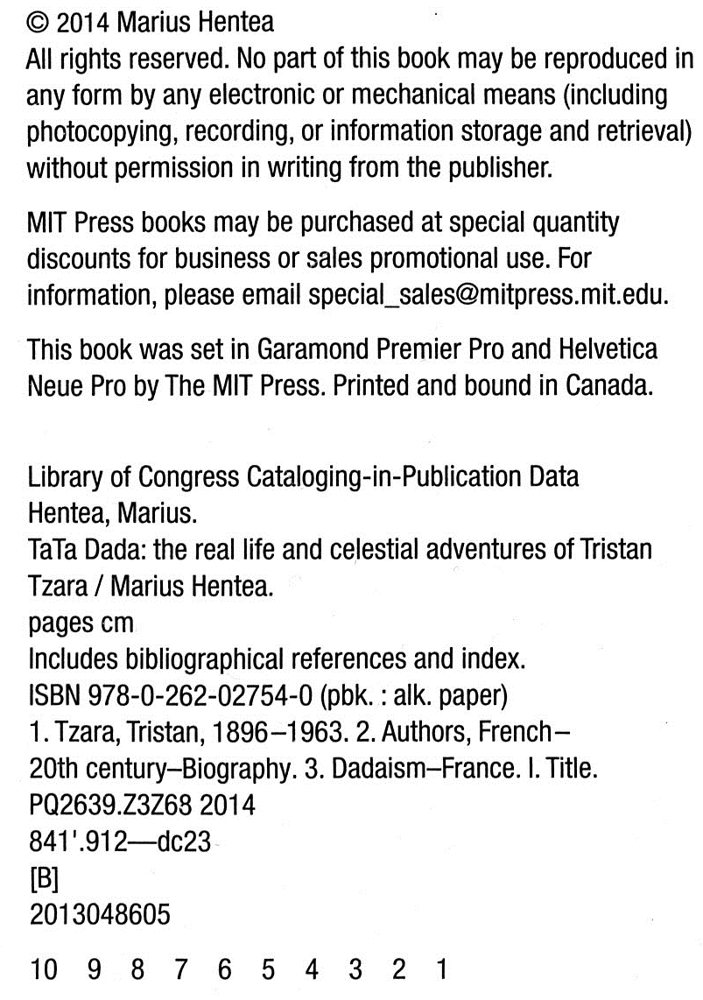 © 2014 Marius Hentea
All rights reserved. No part of this book may be reproduced in
any form by any electronic or mechanical means (including
photocopying, recording, or information storage and retrieval)
without permission in writing from the publisher.
MIT Press books may be purchased at special quantity
discounts for business or sales promotional use. For
information, please email special_sales@mitpress.mit.edu.
This book was set in Garamond Premier Pro and Helvetica
Neue Pro by The MIT Press. Printed and bound in Canada.
Library of Congress Cataloging-in-Publication Data
Hentea, Marius.
TaTa Dada: the real life and celestial adventures of Tristan
Tzara / Marius Hentea.
pages cm
Includes bibliographical references and index.
ISBN 978-0-262-02754-0 (pbk. : alk. paper)
1. Tzara, Tristan, 1896–1963. 2. Authors, French–
20th century–Biography. 3. Dadaism–France. I. Title.
PQ2639.Z3Z68 2014
841'.912—dc23
[B]
2013048605
10 9 8 7 6 5 4 3 2 1